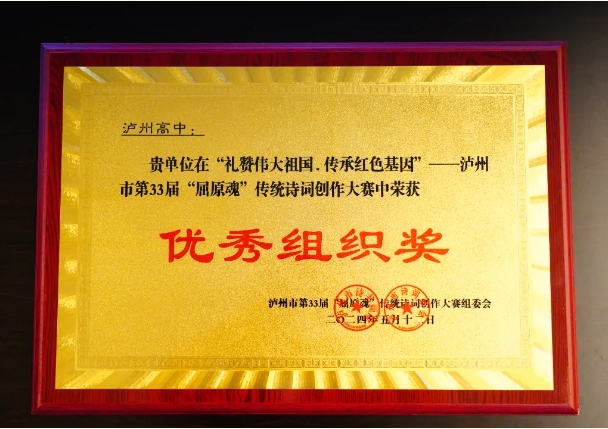 泸州高中：
贵单位在“礼赞伟大祖国．传承红色基因”——泸州
市第33届“屈原魂”传统诗词创作大赛中荣获
优秀组织奖
泸州市第33届“屈原魂”传统诗词创作大赛组委会
二〇二四年五月十二日